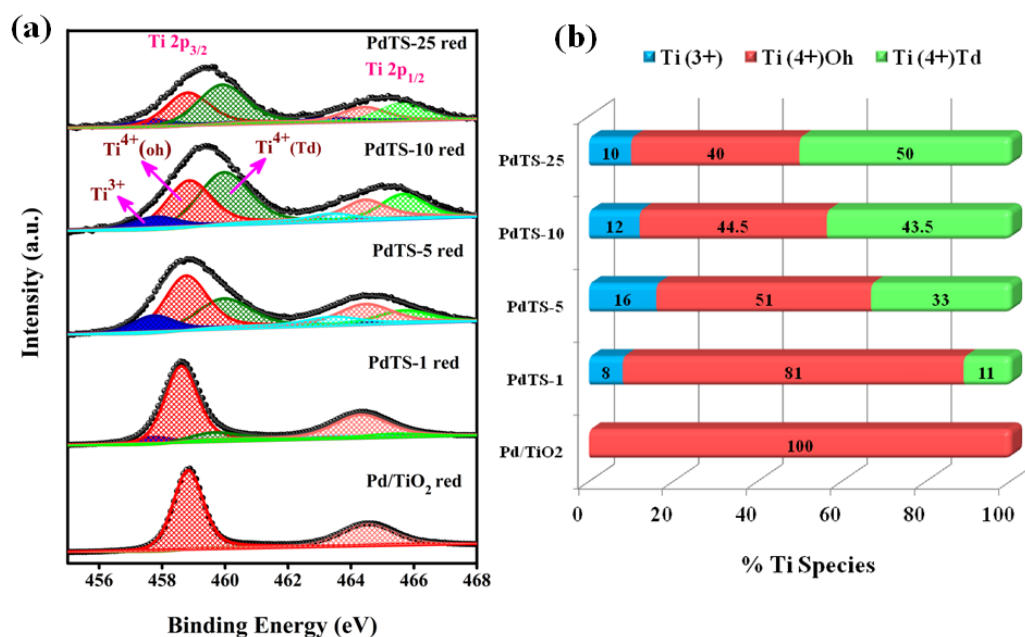 (a)
Ti 2p3/2
PdTS-25 red
Ti 2p1/2
Ti4+(oh)
Ti4+(Td)
PdTS-10 red
Ti3+
PdTS-5 red
PdTS-1 red
Pd/TiO2 red
Intensity (a.u.)
456 458 460 462 464 466 468
Binding Energy (eV)
(b)
Ti (3+) Ti (4+)Oh Ti (4+)Td
PdTS-25 10 40 50
PdTS-10 12 44.5 43.5
PdTS-5 16 51 33
PdTS-1 8 81 11
Pd/TiO2 100
0 20 40 60 80 100
% Ti Species